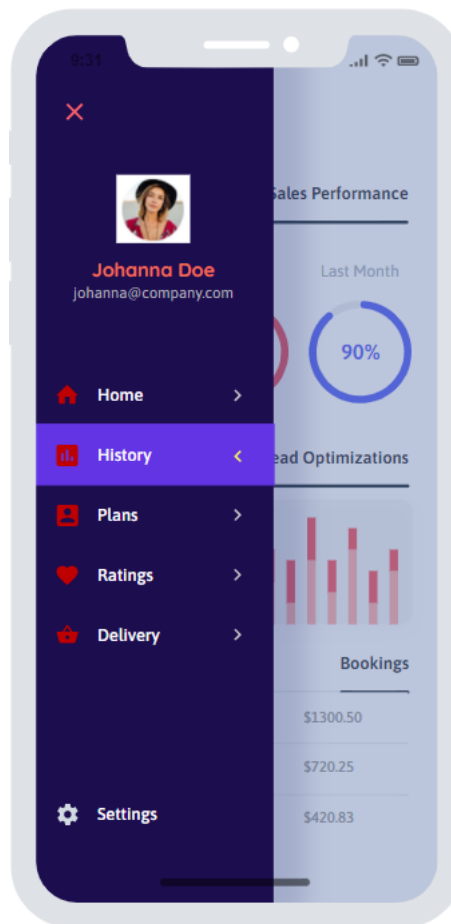 9:31
Sales Performance
Johanna Doe
johanna@company.com
Last Month
90%
Home
History
ead Optimizations
Plans
Ratings
Delivery
Bookings
$1300.50
$720.25
Settings
$420.83